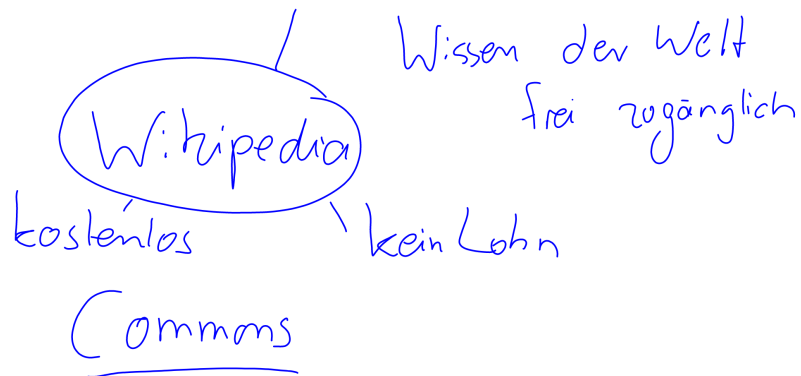 Wissen der Welt
frei zugänglich
Wikipedia
kostenlos
kein Lohn
Commons